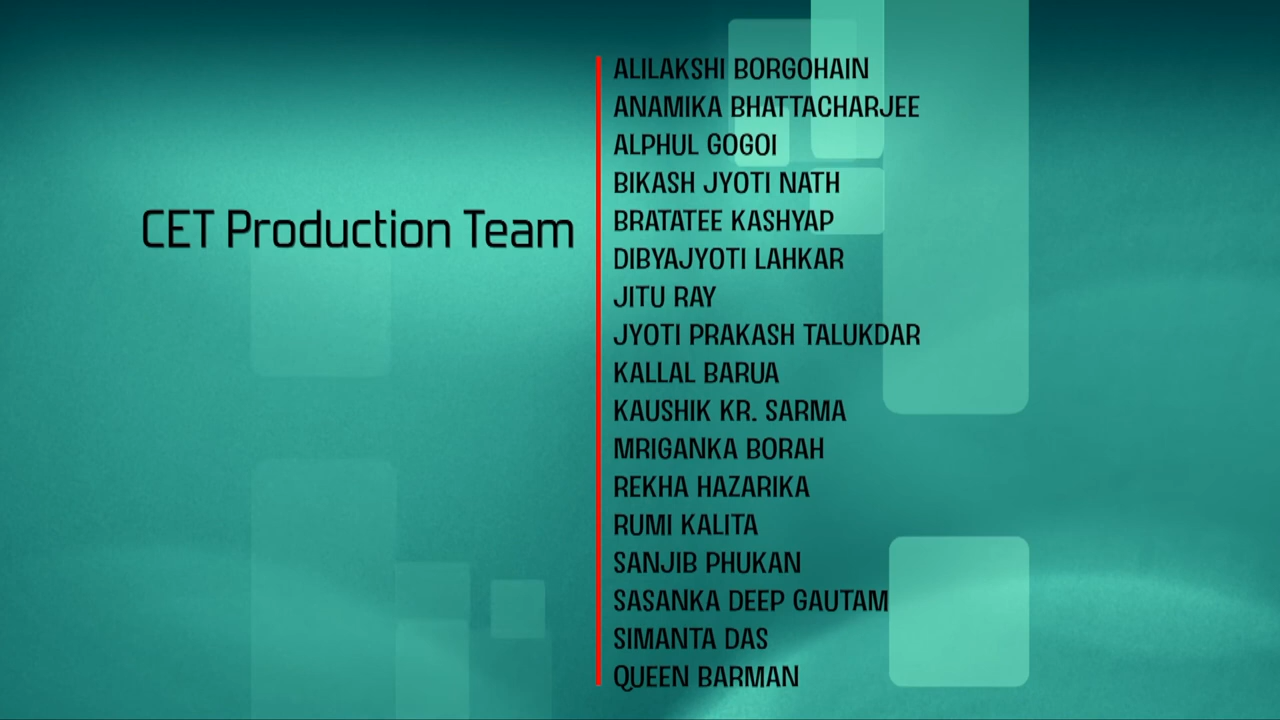 CET Production Team
ALILAKSHI BORGOHAIN
ANAMIKA BHATTACHARJEE
ALPHUL GOGOI
BIKASH JYOTI NATH
BRATATEE KASHYAP
DIBYAJYOTI LAHKAR
JITU RAY
JYOTI PRAKASH TALUKDAR
KALLAL BARUA
KAUSHIK KR. SARMA
MRIGANKA BORAH
REKHA HAZARIKA
RUMI KALITA
SANJIB PHUKAN
SASANKA DEEP GAUTAM
SIMANTA DAS
QUEEN BARMAN